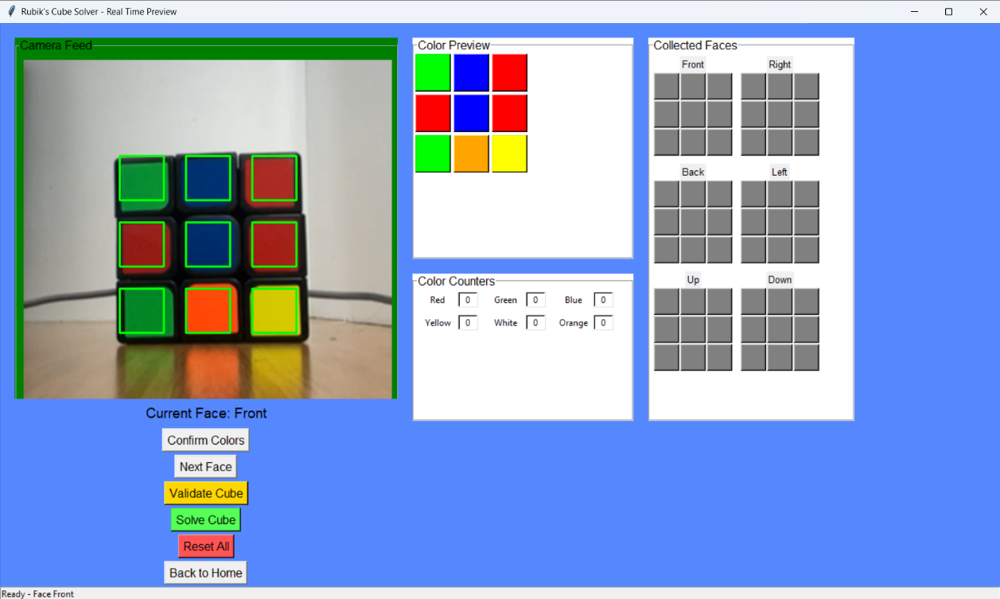 Rubik's Cube Solver - Real Time Preview
Camera Feed
Current Face: Front
Confirm Colors
Next Face
Validate Cube
Solve Cube
Reset All
Back to Home
Color Preview
Color Counters
Red 0 Green 0 Blue 0
Yellow 0 White 0 Orange 0
Collected Faces
Front Right
Back Left
Up Down
Ready - Face Front